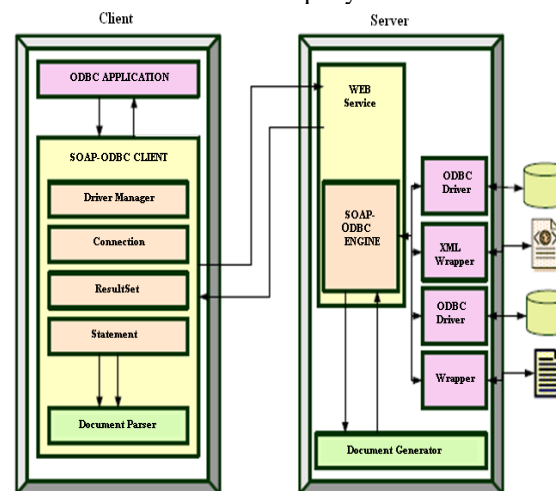 Client
Server
ODBC APPLICATION
SOAP-ODBC CLIENT
Driver Manager
Connection
ResultSet
Statement
Document Parser
WEB
Service
SOAP-
ODBC
ENGINE
ODBC
Driver
XML
Wrapper
ODBC
Driver
Wrapper
Document Generator